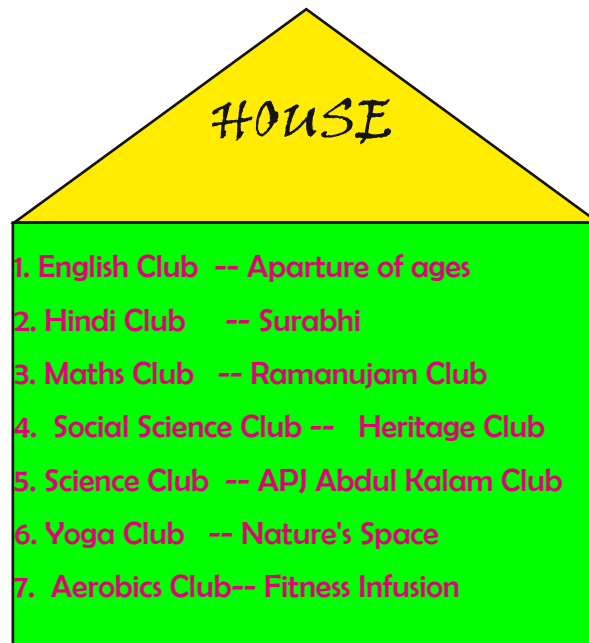 HOUSE
1. English Club -- Aparture of ages
2. Hindi Club -- Surabhi
3. Maths Club -- Ramanujam Club
4. Social Science Club -- Heritage Club
5. Science Club -- APJ Abdul Kalam Club
6. Yoga Club -- Nature's Space
7. Aerobics Club-- Fitness Infusion